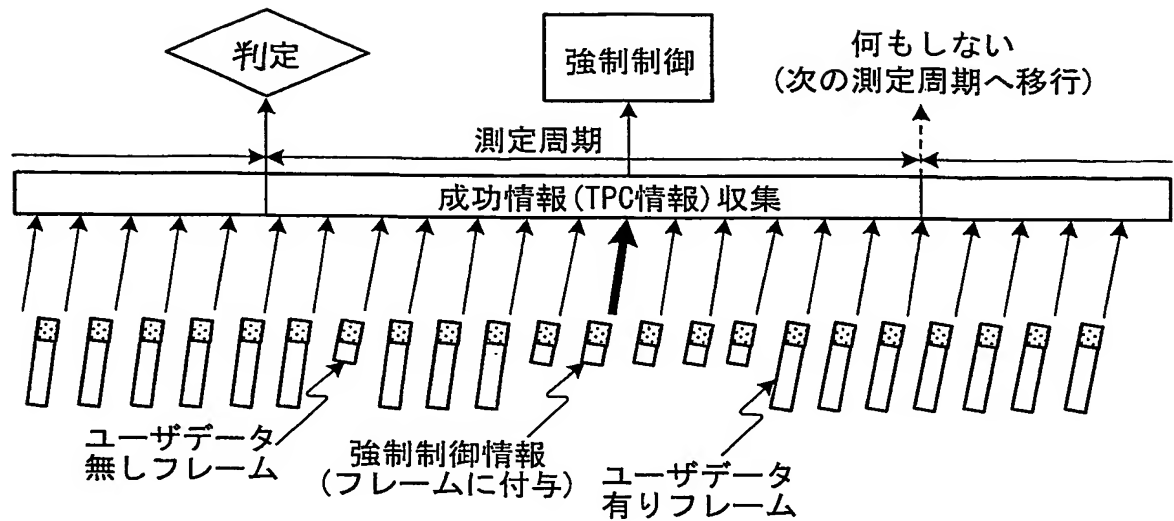 判定
強制制御
何もしない
(次の測定周期へ移行)
測定周期
成功情報(TPC情報)収集
ユーザデータ
無しフレーム
強制制御情報
(フレームに付与)
ユーザデータ
有りフレーム